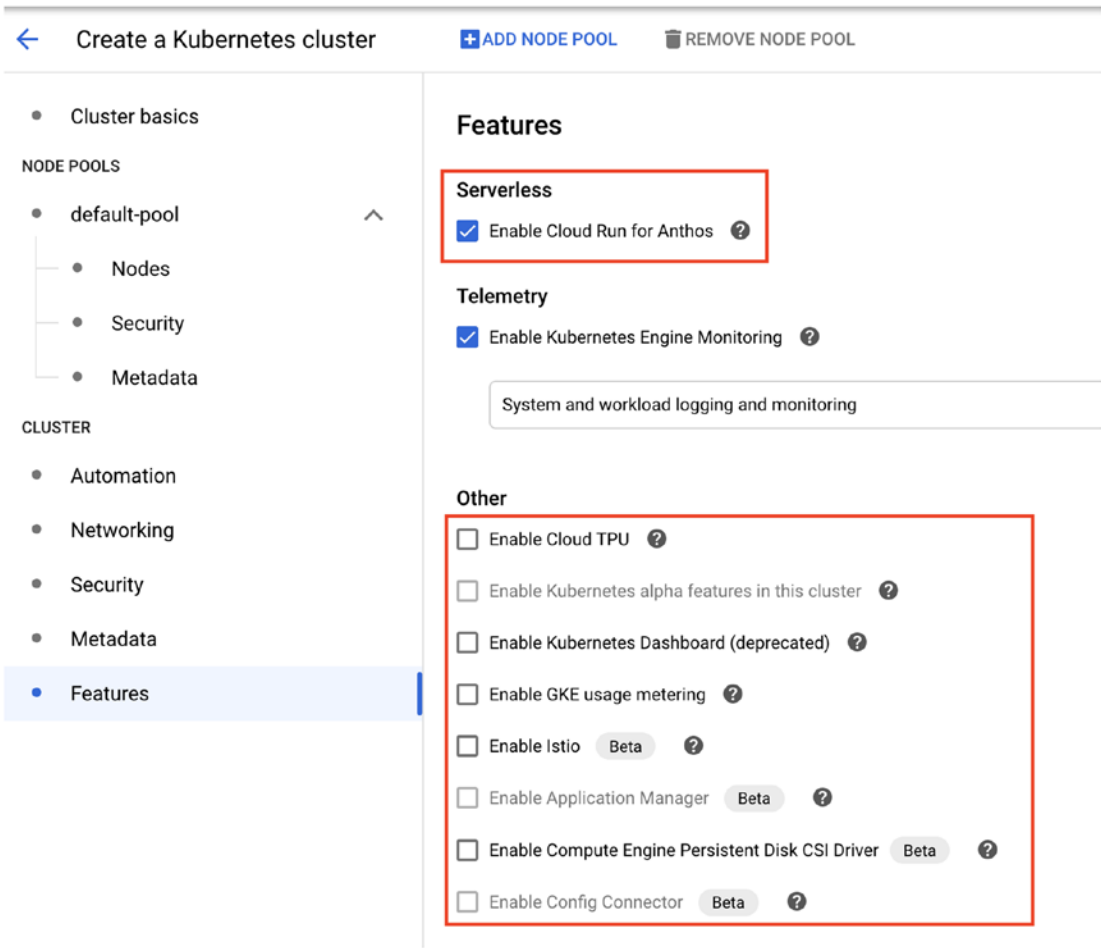 Create a Kubernetes cluster
ADD NODE POOL
REMOVE NODE POOL
Cluster basics
NODE POOLS
default-pool
Nodes
Security
Metadata
CLUSTER
Automation
Networking
Security
Metadata
Features
Features
Serverless
Enable Cloud Run for Anthos
Telemetry
Enable Kubernetes Engine Monitoring
System and workload logging and monitoring
Other
Enable Cloud TPU
Enable Kubernetes alpha features in this cluster
Enable Kubernetes Dashboard (deprecated)
Enable GKE usage metering
Enable Istio Beta
Enable Application Manager Beta
Enable Compute Engine Persistent Disk CSI Driver Beta
Enable Config Connector Beta